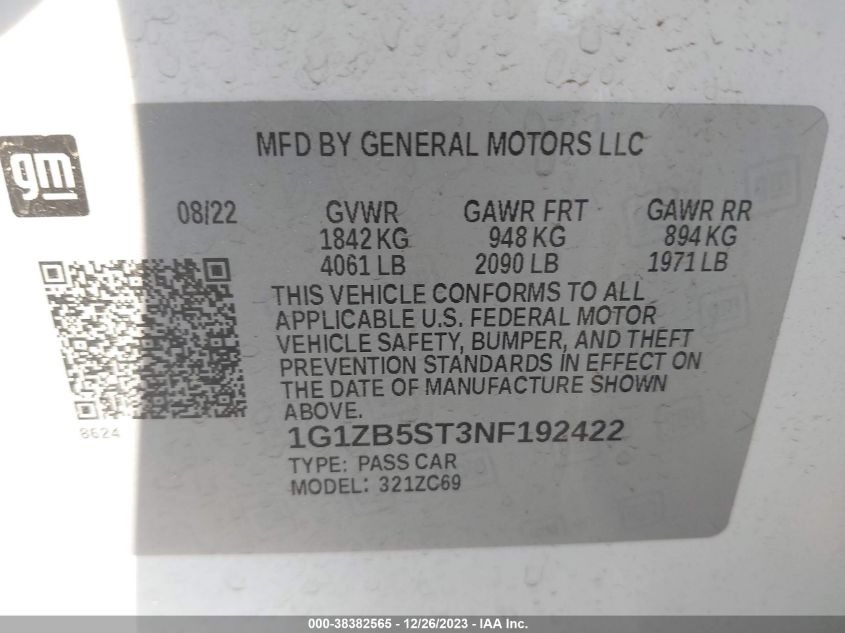 MFD BY GENERAL MOTORS LLC
gm
08/22 GVWR GAWR FRT GAWR RR
1842 KG 948 KG 894 KG
4061 LB 2090 LB 1971 LB
THIS VEHICLE CONFORMS TO ALL
APPLICABLE U.S. FEDERAL MOTOR
VEHICLE SAFETY, BUMPER, AND THEFT
PREVENTION STANDARDS IN EFFECT ON
THE DATE OF MANUFACTURE SHOWN
ABOVE.
8624
1G1ZB5ST3NF192422
TYPE: PASS CAR
MODEL: 321ZC69
000-38382565 - 12/26/2023 - IAA Inc.